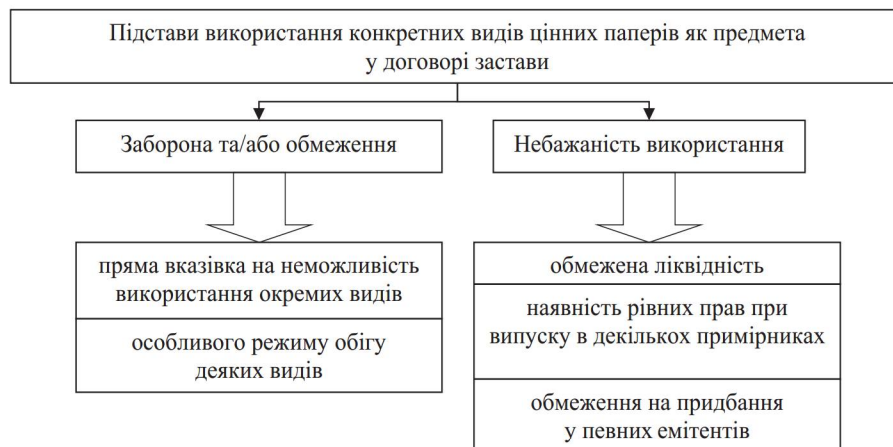 Підстави використання конкретних видів цінних паперів як предмета
у договорі застави
Заборона та/або обмеження
Небажаність використання
пряма вказівка на неможливість
використання окремих видів
особливого режиму обігу
деяких видів
обмежена ліквідність
наявність рівних прав при
випуску в декількох примірниках
обмеження на придбання
у певних емітентів